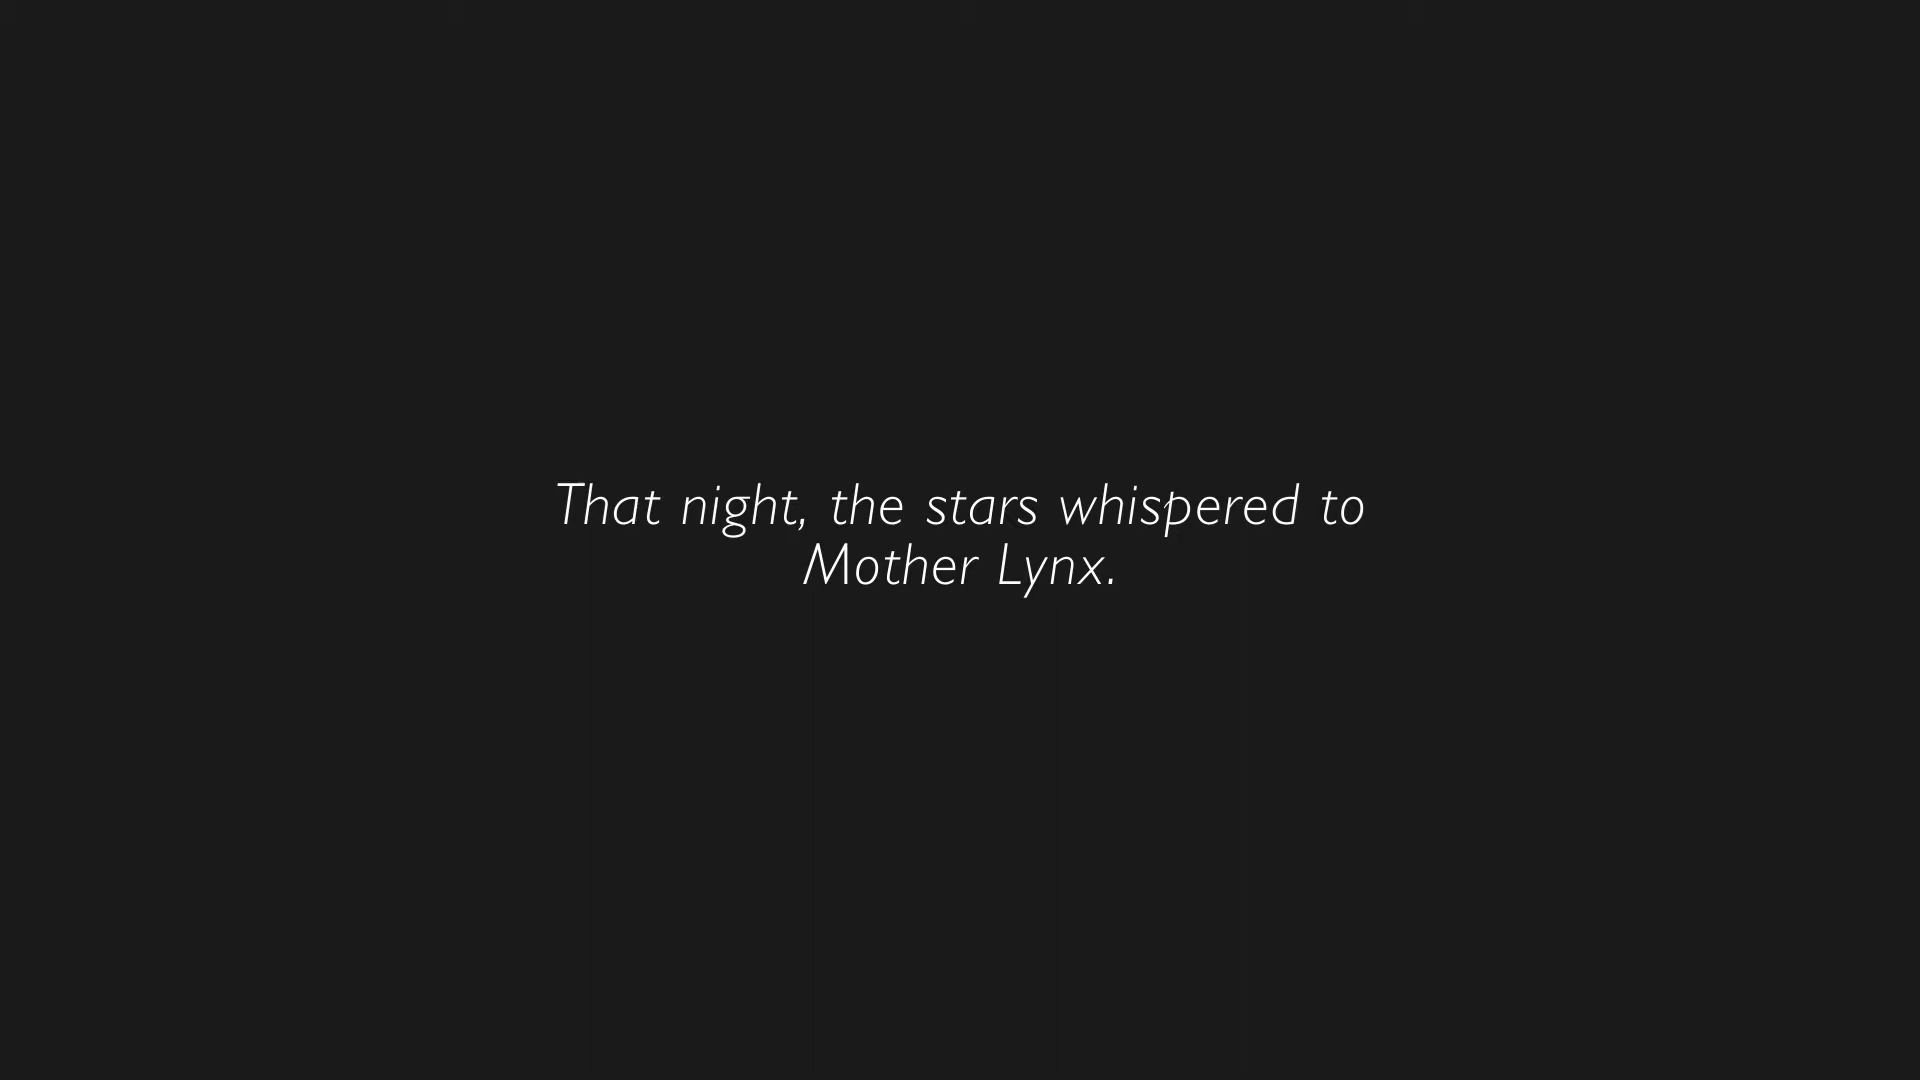 That night, the stars whispered to
Mother Lynx.